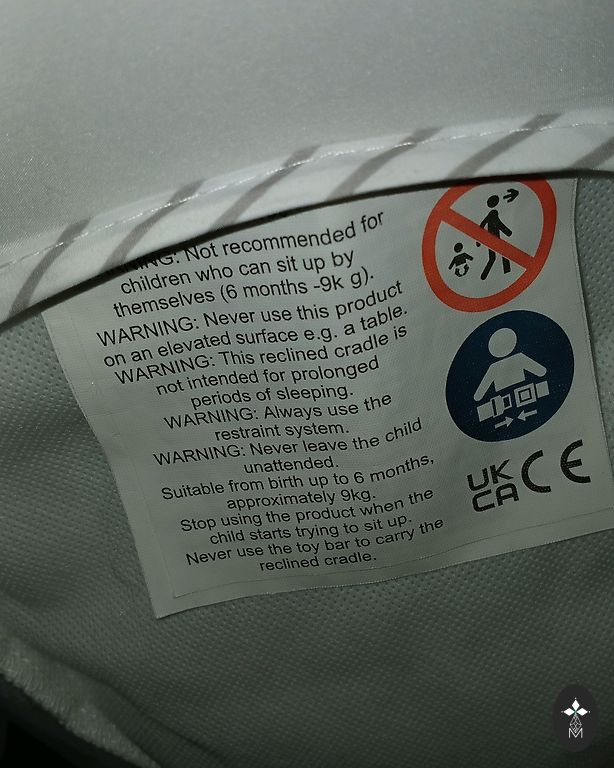 Not recommended for
children who can sit up by
themselves (6 months -9k g).
WARNING: Never use this product
on an elevated surface e.g. a table.
WARNING: This reclined cradle is
not intended for prolonged
periods of sleeping.
WARNING: Always use the
restraint system.
WARNING: Never leave the child
unattended.
Suitable from birth up to 6 months,
approximately 9kg.
Stop using the product when the
child starts trying to sit up.
Never use the toy bar to carry the
reclined cradle.
UK
CA CE
M